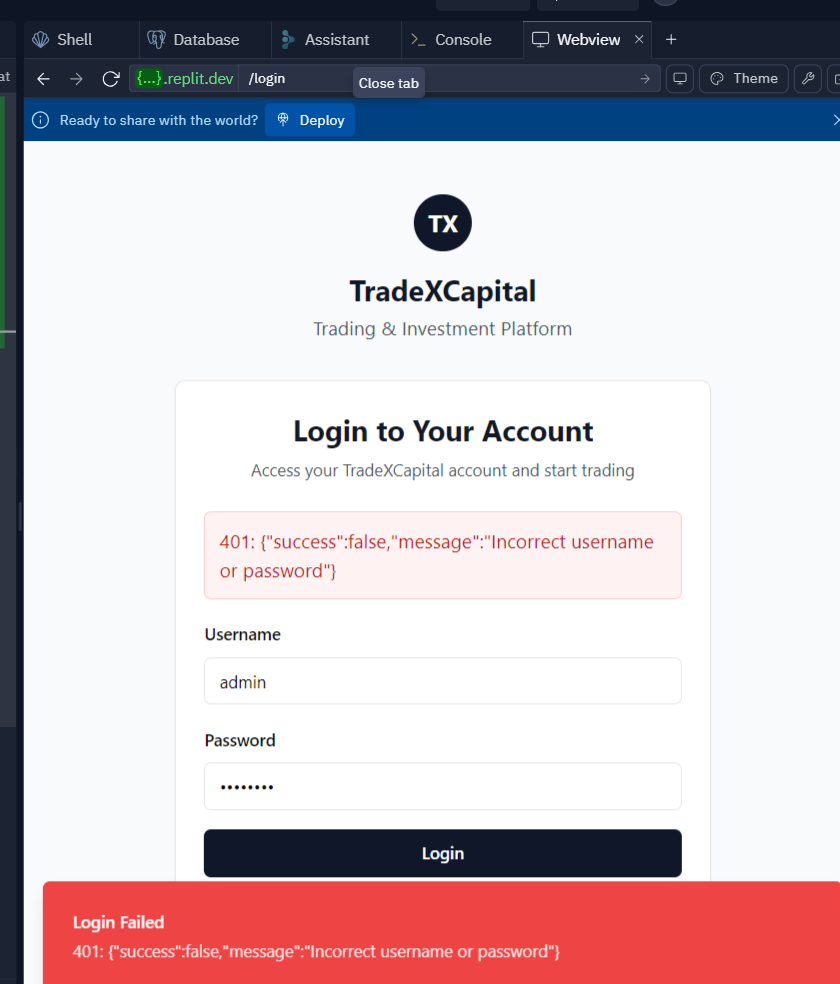 Shell
Database
Assistant
Console
Webview
at
{...}.replit.dev
/login
Close tab
Theme
Ready to share with the world?
Deploy
TX
TradeXCapital
Trading & Investment Platform
Login to Your Account
Access your TradeXCapital account and start trading
401: {"success":false,"message":"Incorrect username
or password"}
Username
admin
Password
••••••••
Login
Login Failed
401: {"success":false,"message":"Incorrect username or password"}